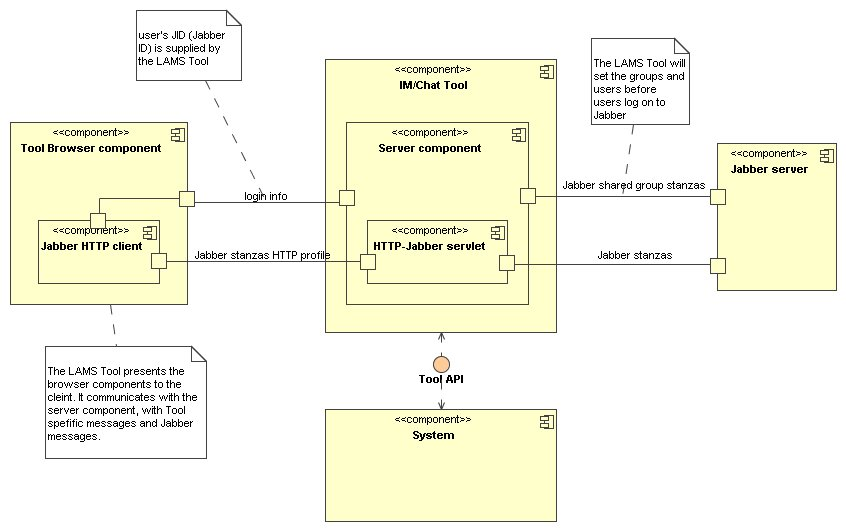 user's JID (Jabber
ID) is supplied by
the LAMS Tool
<<component>>
IM/Chat Tool
The LAMS Tool will
set the groups and
users before
users log on to
Jabber
<<component>>
Tool Browser component
<<component>>
Server component
<<component>>
Jabber server
login info
Jabber shared group stanzas
<<component>>
Jabber HTTP client
<<component>>
HTTP-Jabber servlet
Jabber stanzas HTTP profile
Jabber stanzas
The LAMS Tool presents the
browser components to the
cleint. It communicates with the
server component, with Tool
spefific messages and Jabber
messages.
Tool API
<<component>>
System